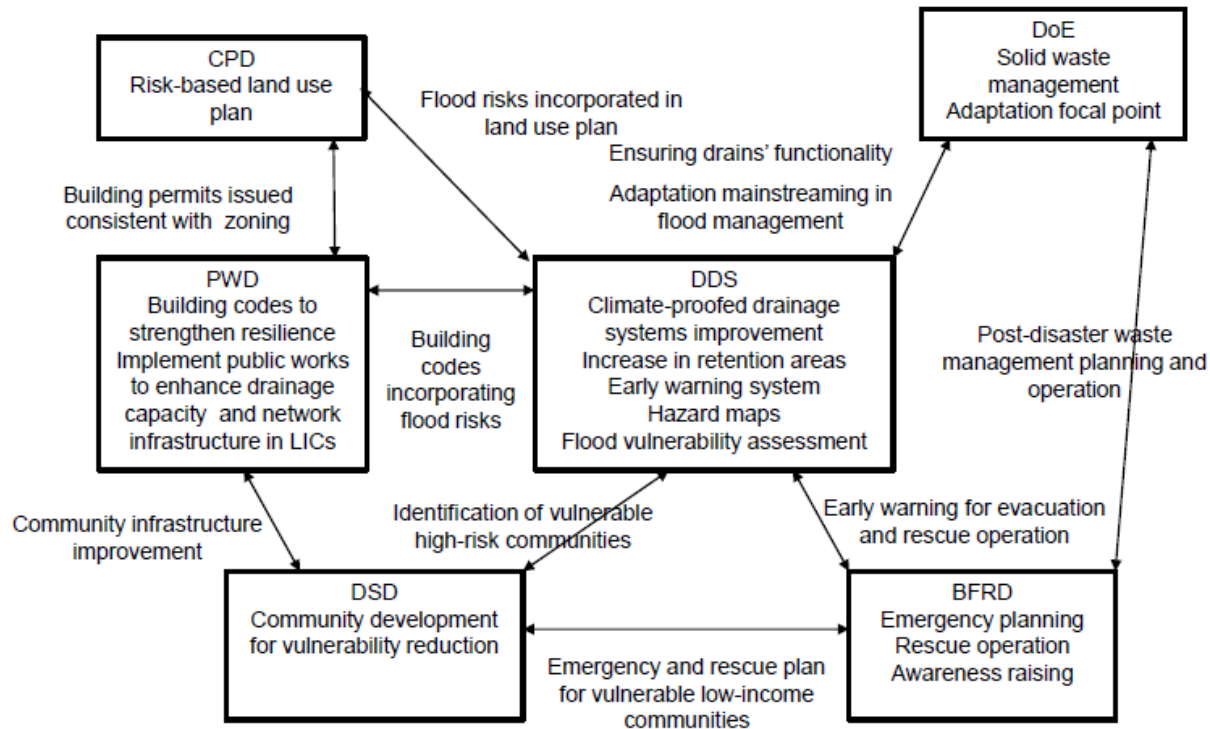 CPD
Risk-based land use
plan
DoE
Solid waste
management
Adaptation focal point
Flood risks incorporated in
land use plan
Ensuring drains’ functionality
Adaptation mainstreaming in
flood management
Building permits issued
consistent with zoning
PWD
Building codes to
strengthen resilience
Implement public works
to enhance drainage
capacity and network
infrastructure in LICs
Building
codes
incorporating
flood risks
DDS
Climate-proofed drainage
systems improvement
Increase in retention areas
Early warning system
Hazard maps
Flood vulnerability assessment
Post-disaster waste
management planning and
operation
Community infrastructure
improvement
Identification of vulnerable
high-risk communities
Early warning for evacuation
and rescue operation
DSD
Community development
for vulnerability reduction
Emergency and rescue plan
for vulnerable low-income
communities
BFRD
Emergency planning
Rescue operation
Awareness raising